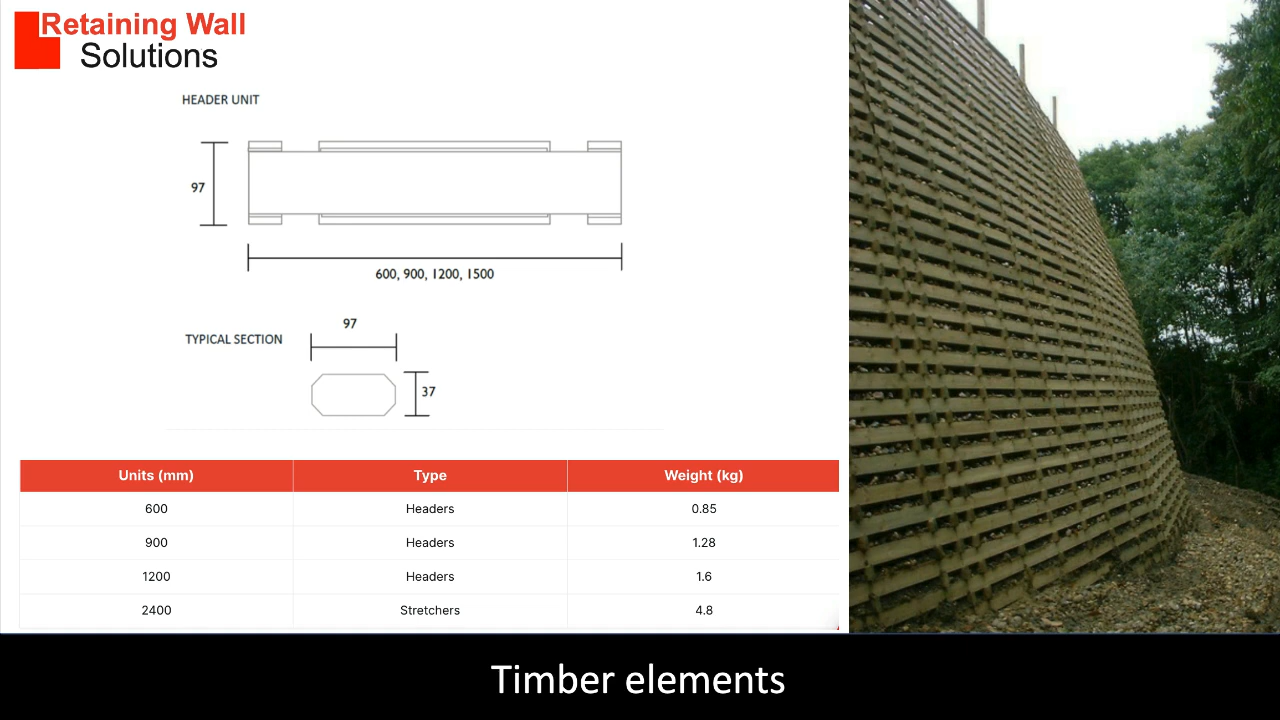 Retaining Wall
Solutions
HEADER UNIT
97
600, 900, 1200, 1500
97
TYPICAL SECTION
37
Units (mm) Type Weight (kg)
600 Headers 0.85
900 Headers 1.28
1200 Headers 1.6
2400 Stretchers 4.8
Timber elements